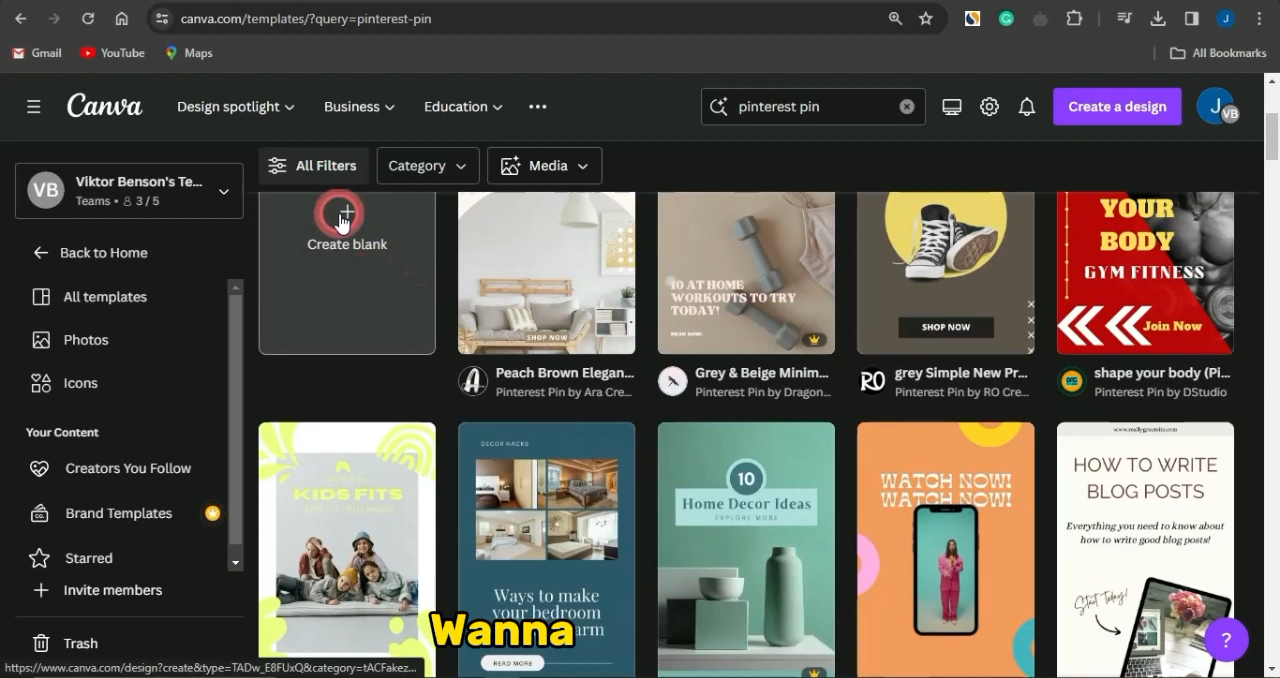 canva.com/templates/?query=pinterest-pin
Gmail
YouTube
Maps
All Bookmarks
Canva
Design spotlight
Business
Education
pinterest pin
Create a design
J
VB
VB
Viktor Benson's Te...
Teams • 3 / 5
All Filters
Category
Media
Back to Home
All templates
Photos
Icons
Your Content
Creators You Follow
Brand Templates
Starred
Invite members
Trash
Create blank
SHOP NOW
Peach Brown Elegan...
Pinterest Pin by Ara Cre...
10 AT HOME
WORKOUTS TO TRY
TODAY!
READ MORE
Grey & Beige Minim...
Pinterest Pin by Dragon...
SHOP NOW
RO
grey Simple New Pr...
Pinterest Pin by RO Cre...
YOUR
BODY
GYM FITNESS
Join Now
shape your body (Pi...
Pinterest Pin by DStudio
KIDS FITS
DECOR HACKS
Ways to make
your bedroom
arm
READ MORE
10
Home Decor Ideas
EXPLORE MORE
WATCH NOW!
WATCH NOW!
www.reallygreatsite.com
HOW TO WRITE
BLOG POSTS
Everything you need to know about
how to write good blog posts!
Start Today!
Wanna
?
https://www.canva.com/design?create&type=TADw_E8FUxQ&category=tACFakez...